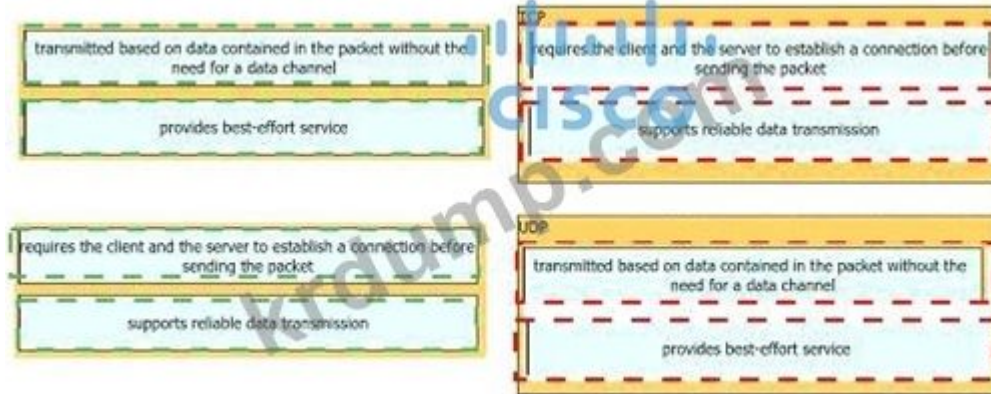 transmitted based on data contained in the packet without the
need for a data channel
provides best-effort service
requires the client and the server to establish a connection before
sending the packet
supports reliable data transmission
TCP
requires the client and the server to establish a connection before
sending the packet
supports reliable data transmission
UDP
transmitted based on data contained in the packet without the
need for a data channel
provides best-effort service
CISCO
krdump.com